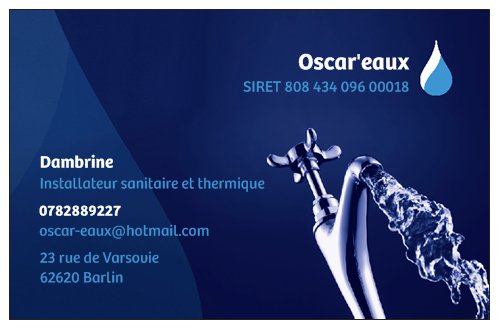 Oscar'eaux
SIRET 808 434 096 00018
Dambrine
Installateur sanitaire et thermique
0782889227
oscar-eaux@hotmail.com
23 rue de Varsovie
62620 Barlin